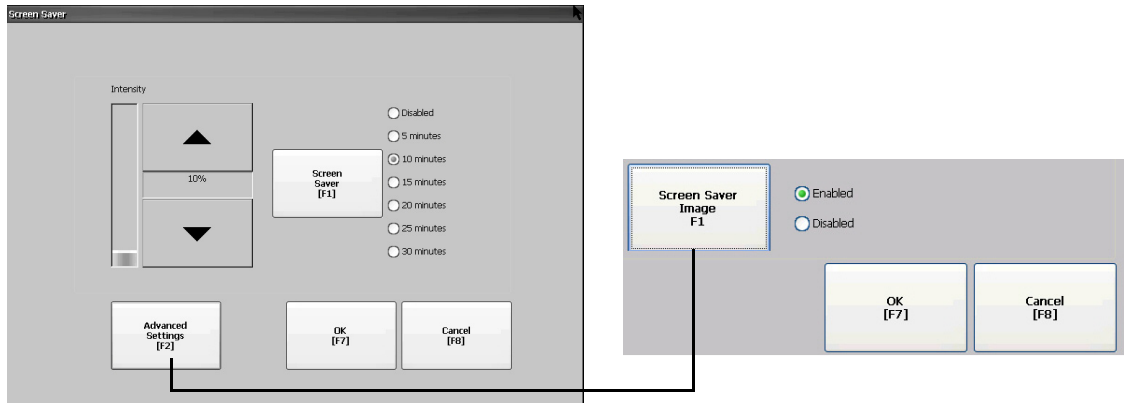 Screen Saver
Intensity
10%
Screen
Saver
[F1]
Disabled
5 minutes
10 minutes
15 minutes
20 minutes
25 minutes
30 minutes
Advanced
Settings
[F2]
OK
[F7]
Cancel
[F8]
Screen Saver
Image
F1
Enabled
Disabled
OK
[F7]
Cancel
[F8]